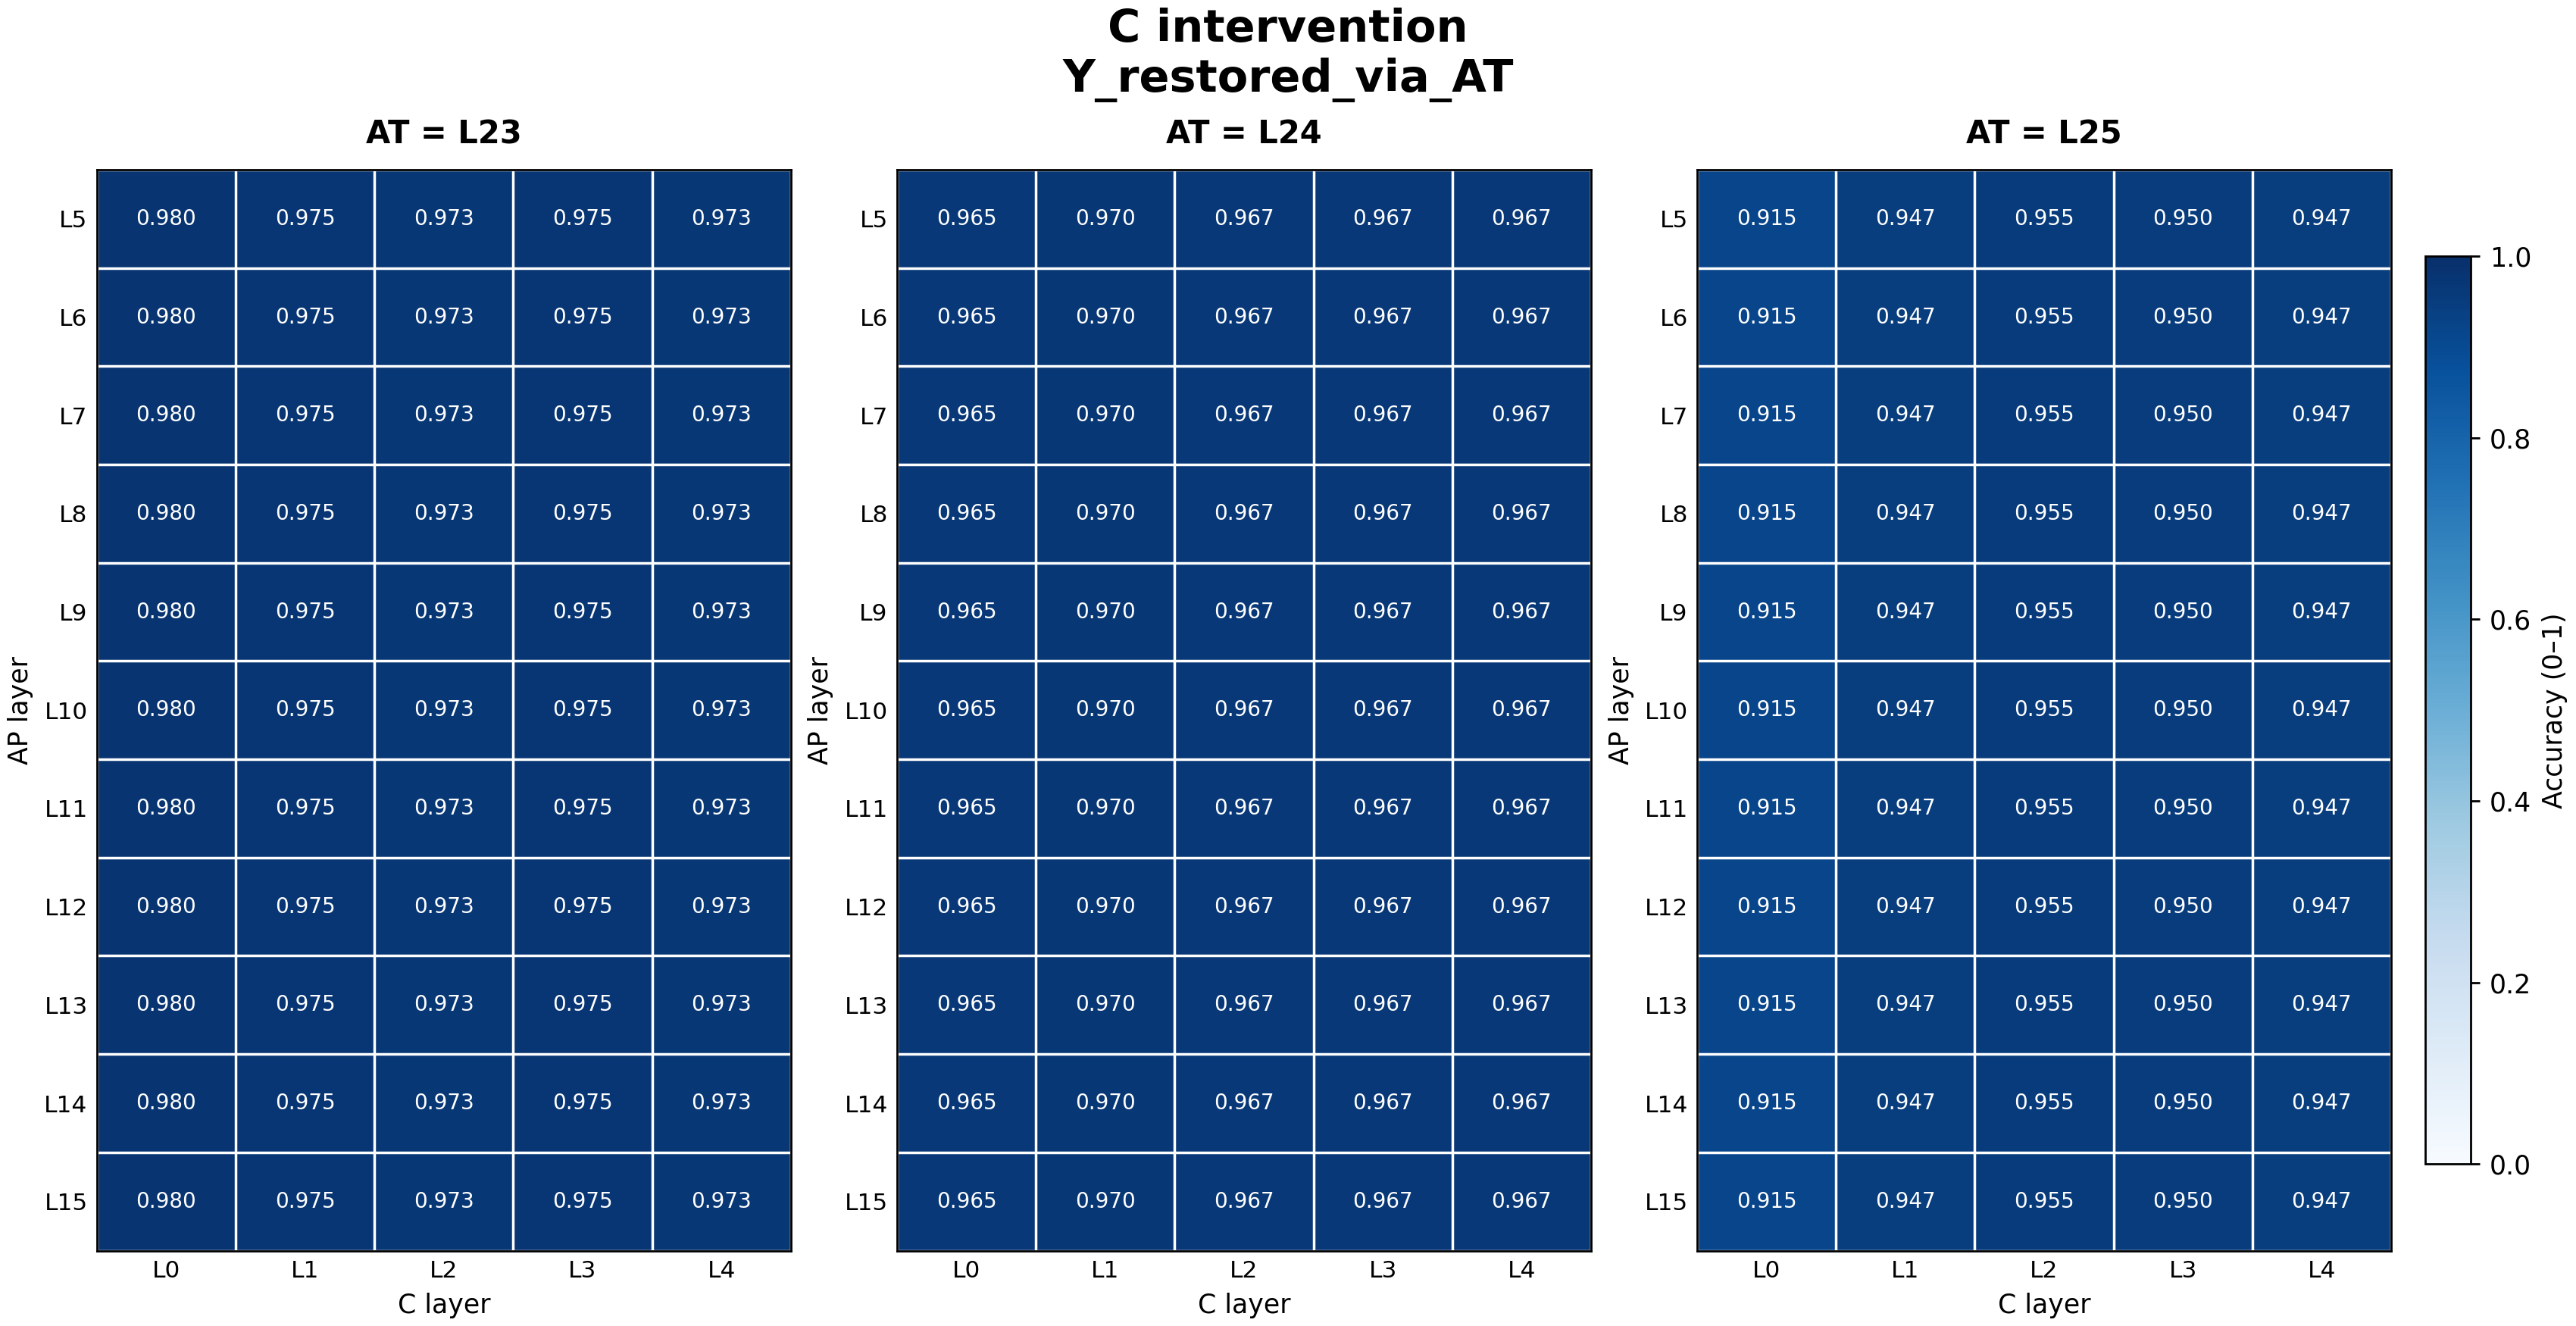 C intervention
Y_restored_via_AT
AT = L23 AT = L24 AT = L25
L5 0.980 0.975 0.973 0.975 0.973 L5 0.965 0.970 0.967 0.967 0.967 L5 0.915 0.947 0.955 0.950 0.947
1.0
L6 0.980 0.975 0.973 0.975 0.973 L6 0.965 0.970 0.967 0.967 0.967 L6 0.915 0.947 0.955 0.950 0.947
L7 0.980 0.975 0.973 0.975 0.973 L7 0.965 0.970 0.967 0.967 0.967 L7 0.915 0.947 0.955 0.950 0.947
0.8
L8 0.980 0.975 0.973 0.975 0.973 L8 0.965 0.970 0.967 0.967 0.967 L8 0.915 0.947 0.955 0.950 0.947
L9 0.980 0.975 0.973 0.975 0.973 L9 0.965 0.970 0.967 0.967 0.967 L9 0.915 0.947 0.955 0.950 0.947
0.6
L10 0.980 0.975 0.973 0.975 0.973 L10 0.965 0.970 0.967 0.967 0.967 L10 0.915 0.947 0.955 0.950 0.947
AP layer AP layer AP layer Accuracy (0–1)
L11 0.980 0.975 0.973 0.975 0.973 L11 0.965 0.970 0.967 0.967 0.967 L11 0.915 0.947 0.955 0.950 0.947
0.4
L12 0.980 0.975 0.973 0.975 0.973 L12 0.965 0.970 0.967 0.967 0.967 L12 0.915 0.947 0.955 0.950 0.947
0.2
L13 0.980 0.975 0.973 0.975 0.973 L13 0.965 0.970 0.967 0.967 0.967 L13 0.915 0.947 0.955 0.950 0.947
L14 0.980 0.975 0.973 0.975 0.973 L14 0.965 0.970 0.967 0.967 0.967 L14 0.915 0.947 0.955 0.950 0.947
0.0
L15 0.980 0.975 0.973 0.975 0.973 L15 0.965 0.970 0.967 0.967 0.967 L15 0.915 0.947 0.955 0.950 0.947
L0 L1 L2 L3 L4 L0 L1 L2 L3 L4 L0 L1 L2 L3 L4
C layer C layer C layer